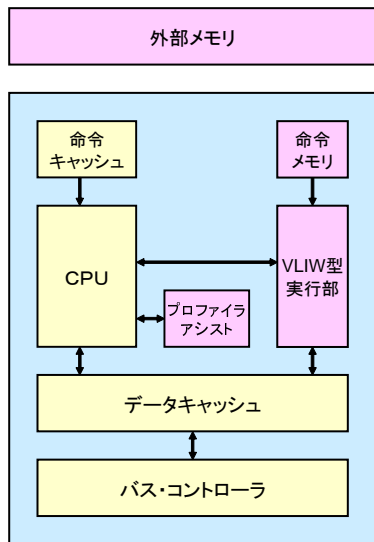 外部メモリ
命令
キャッシュ
命令
メモリ
CPU
VLIW型
実行部
プロファイラ
アシスト
データキャッシュ
バス・コントローラ